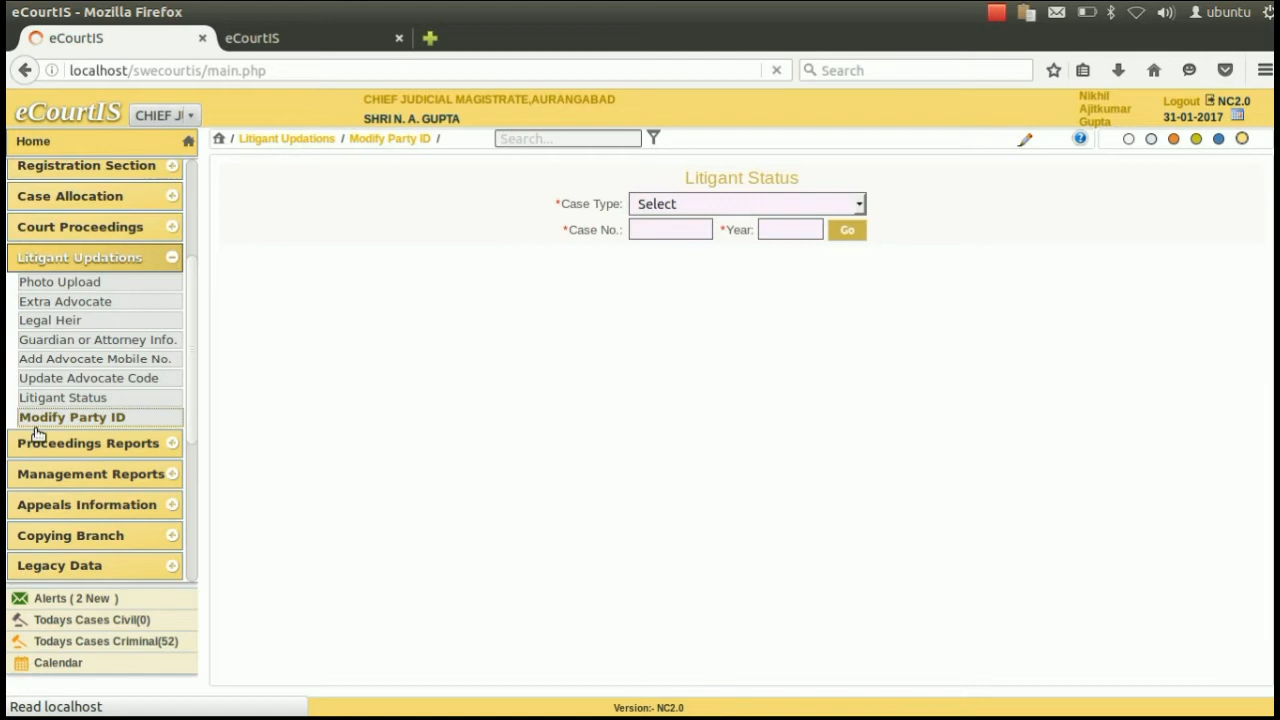 eCourtIS - Mozilla Firefox
ubuntu
eCourtIS
eCourtIS
localhost/swecourtis/main.php
Search
eCourtIS
CHIEF J
CHIEF JUDICIAL MAGISTRATE,AURANGABAD
SHRI N. A. GUPTA
Nikhil
Ajitkumar
Gupta
Logout NC2.0
31-01-2017
Home
/ Litigant Updations / Modify Party ID /
Search...
Registration Section
Case Allocation
Court Proceedings
Litigant Updations
Photo Upload
Extra Advocate
Legal Heir
Guardian or Attorney Info.
Add Advocate Mobile No.
Update Advocate Code
Litigant Status
Modify Party ID
Proceedings Reports
Management Reports
Appeals Information
Copying Branch
Legacy Data
Alerts ( 2 New )
Todays Cases Civil(0)
Todays Cases Criminal(52)
Calendar
Litigant Status
*Case Type: Select
*Case No.: *Year: Go
Read localhost
Version:- NC2.0